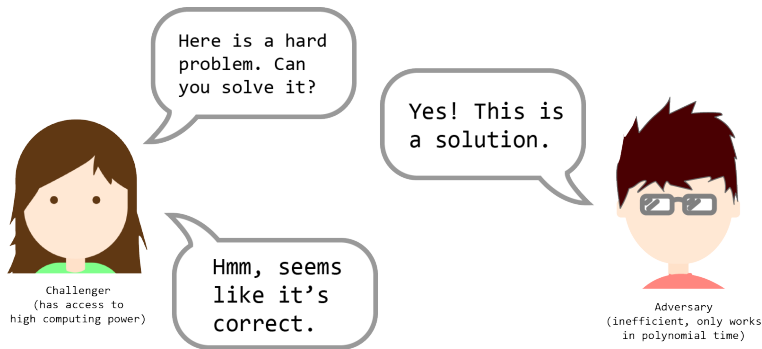 Here is a hard
problem. Can
you solve it?
Yes! This is
a solution.
Hmm, seems
like it’s
correct.
Challenger
(has access to
high computing power)
Adversary
(inefficient, only works
in polynomial time)